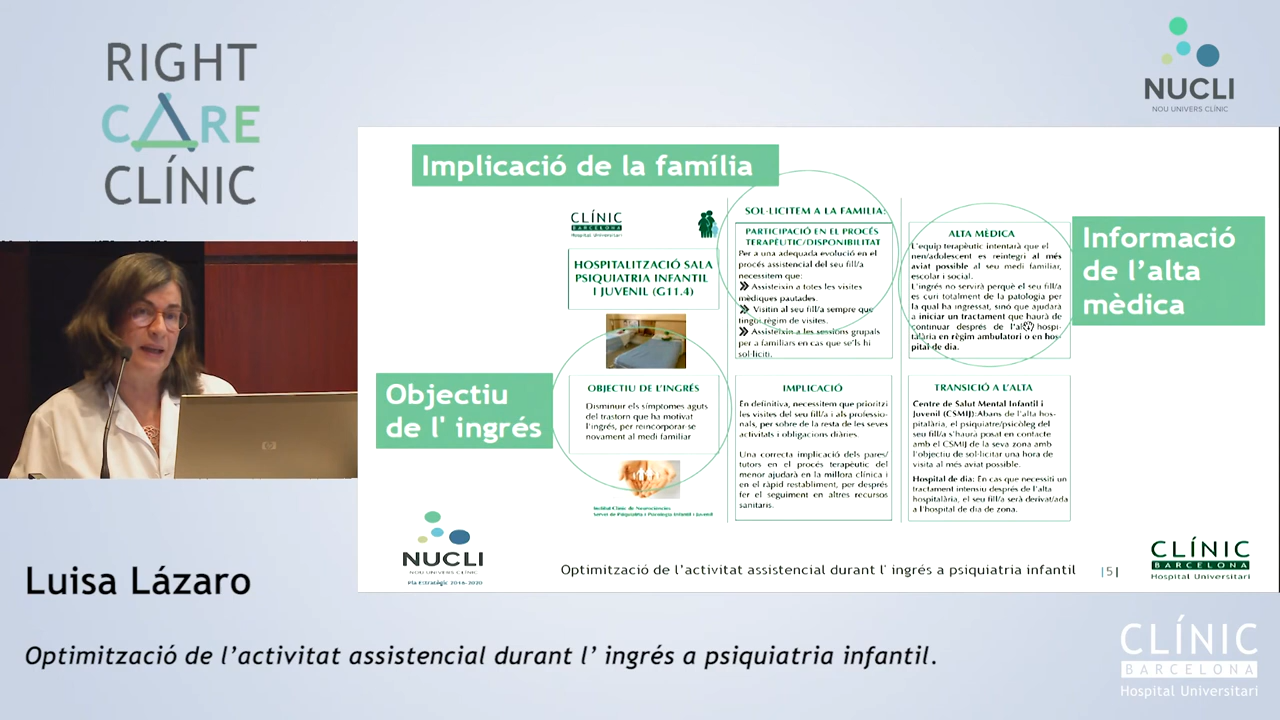 RIGHT
CARE
CLÍNIC
NUCLI
NOU UNIVERS CLÍNIC
Implicació de la família
CLÍNIC
BARCELONA
Hospital Universitari
HOSPITALITZACIÓ SALA
PSIQUIATRIA INFANTIL
I JUVENIL (G11.4)
Objectiu
de l' ingrés
OBJECTIU DE L'INGRÉS
Disminuir els símptomes aguts
del trastorn que ha motivat
l'ingrés, per reincorporar-se
novament al medi familiar
Institut Clínic de Neurociències
Servei de Psiquiatria i Psicologia Infantil i Juvenil
SOL·LICITEM A LA FAMILIA:
PARTICIPACIÓ EN EL PROCÉS
TERAPÈUTIC/DISPONIBILITAT
Per a una adequada evolució en el
procés assistencial del seu fill/a
necessitem que:
Assisteixin a totes les visites
mèdiques pautades.
Visitin al seu fill/a sempre que
tinguin règim de visites.
Assisteixin a les sessions grupals
per a familiars en cas que se'ls hi
sol·liciti.
IMPLICACIÓ
En definitiva, necessitem que prioritzi
les visites del seu fill/a i als professio-
nals, per sobre de la resta de les seves
activitats i obligacions diàries.
Una correcta implicació dels pares/
tutors en el procés terapèutic del
menor ajudarà en la millora clínica i
en el ràpid restabliment, per després
fer el seguiment en altres recursos
sanitaris.
ALTA MÈDICA
L'equip terapèutic intentarà que el
nen/adolescent es reintegri al més
aviat possible al seu medi familiar,
escolar i social.
L'ingrés no servirà perquè el seu fill/a
es curi totalment de la patologia per
la qual ha ingressat, sinó que ajudarà
a iniciar un tractament que haurà de
continuar després de l'alta hospi-
talària en règim ambulatori o en hos-
pital de dia.
TRANSICIÓ A L'ALTA
Centre de Salut Mental Infantil i
Juvenil (CSMIJ):Abans de l'alta hos-
pitalària, el psiquiatre/psicòleg del
seu fill/a s'haurà posat en contacte
amb el CSMIJ de la seva zona amb
l'objectiu de sol·licitar una hora de
visita al més aviat possible.
Hospital de dia: En cas que necessiti un
tractament intensiu després de l'alta
hospitalària, el seu fill/a serà derivat/ada
a l'hospital de dia de zona.
Informació
de l'alta
mèdica
NUCLI
NOU UNIVERS CLÍNIC
Pla Estratègic 2016-2020
Optimització de l'activitat assistencial durant l' ingrés a psiquiatria infantil
|5|
CLÍNIC
BARCELONA
Hospital Universitari
hp
Luisa Lázaro
Optimització de l'activitat assistencial durant l' ingrés a psiquiatria infantil.
CLÍNIC
BARCELONA
Hospital Universitari